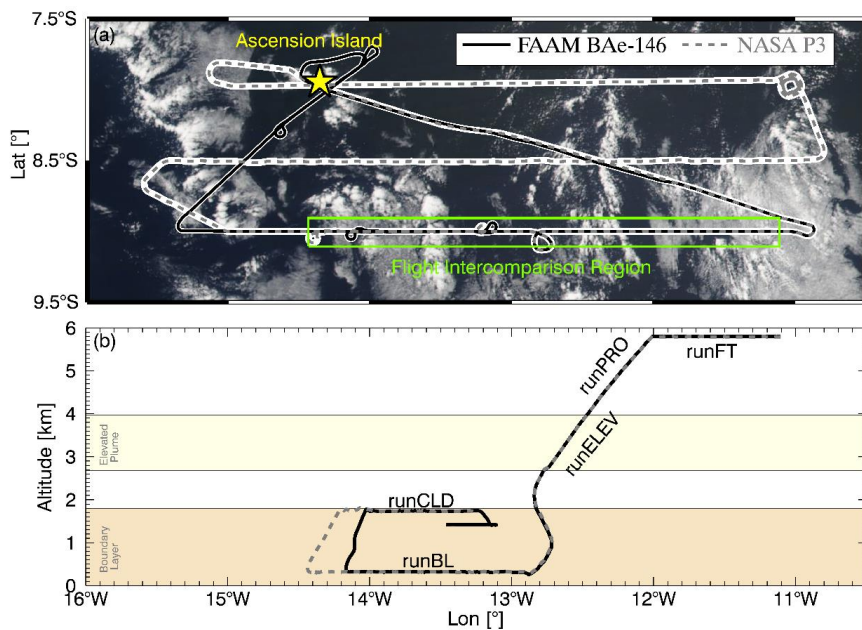 7.5°S
(a)
Ascension Island
FAAM BAe-146
NASA P3
Lat [°]
8.5°S
Flight Intercomparison Region
9.5°S
(b)
6
5
4
3
2
1
0
Altitude [km]
runPRO
runFT
runELEV
Elevated
Plume
runCLD
runBL
Boundary
Layer
16°W
15°W
14°W
13°W
12°W
11°W
Lon [°]